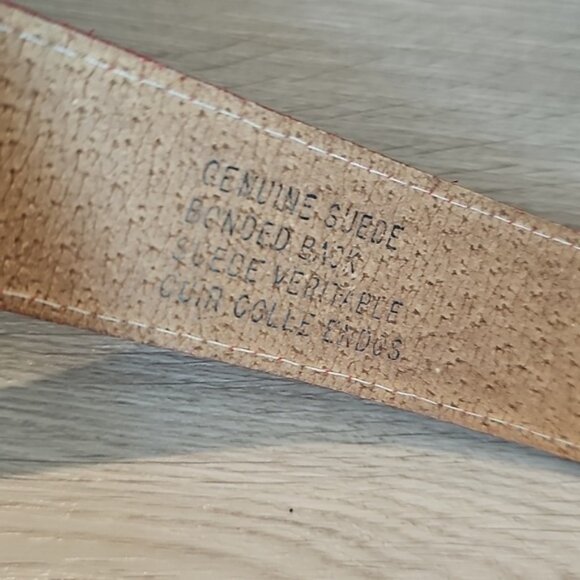 GENUINE SUEDE
BONDED BACK
SUEDE VERITABLE
CUIR COLLE ENDOS